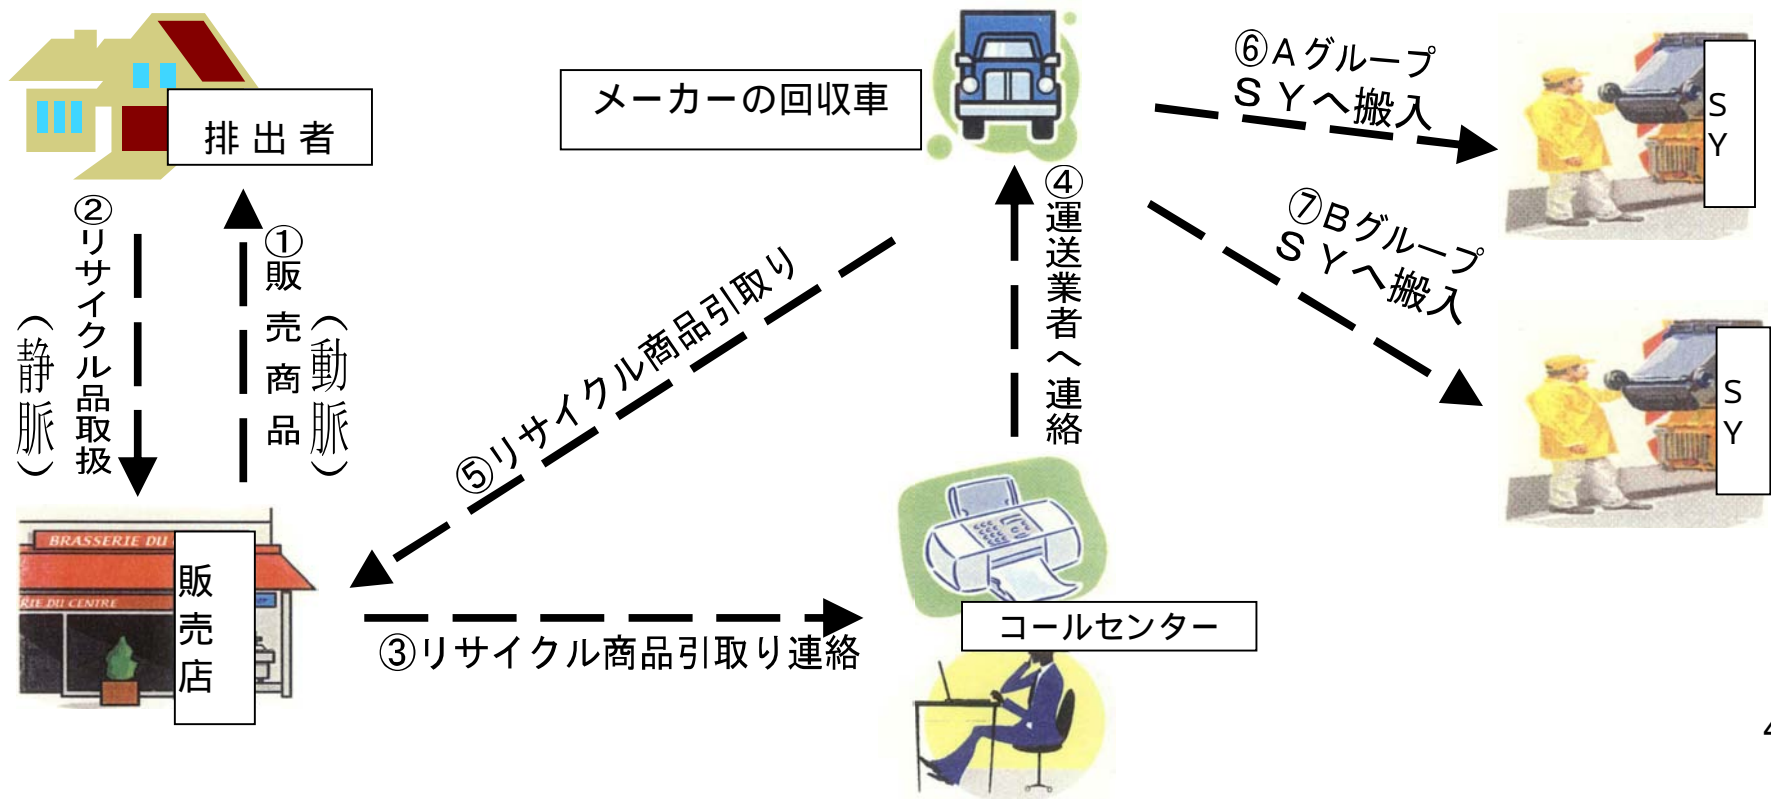 排出者
メーカーの回収車
⑥Aグループ
SYへ搬入
SY
②リサイクル品取扱
(静脈)
①販売商品
(動脈)
④運送業者へ連絡
⑦Bグループ
SYへ搬入
SY
⑤リサイクル商品引取り
BRASSERIE DU
RIE DU CENTRE
販売店
③リサイクル商品引取り連絡
コールセンター